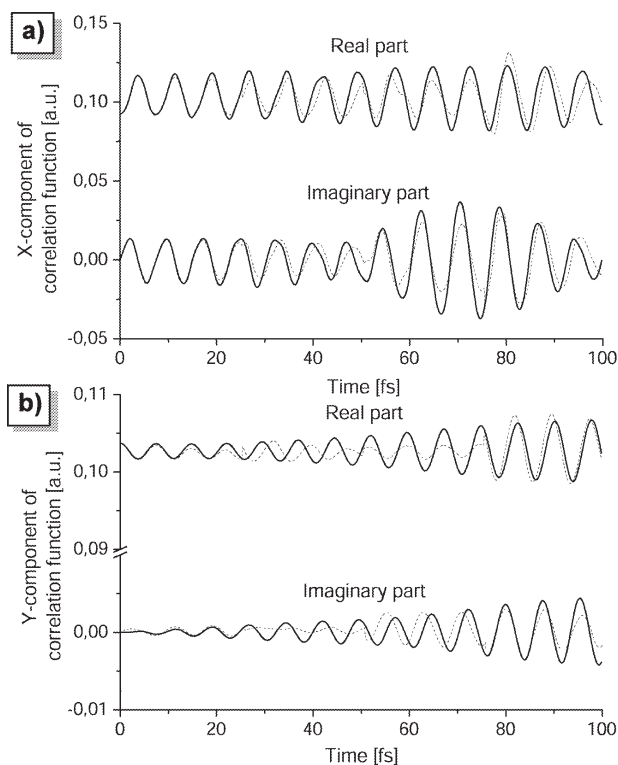 a)
0,15
0,10
0,05
0,00
-0,05
X-component of
correlation function [a.u.]
Real part
Imaginary part
0 20 40 60 80 100
Time [fs]
b)
0,11
0,10
0,09
0,00
-0,01
Y-component of
correlation function [a.u.]
Real part
Imaginary part
0 20 40 60 80 100
Time [fs]